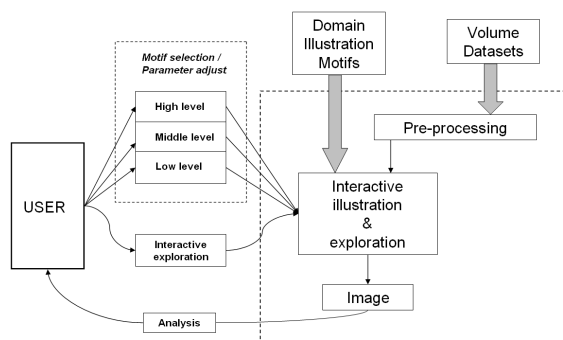 Domain
Illustration
Motifs
Volume
Datasets
Motif selection /
Parameter adjust
High level
Middle level
Low level
Pre-processing
USER
Interactive
illustration
&
exploration
Interactive
exploration
Image
Analysis